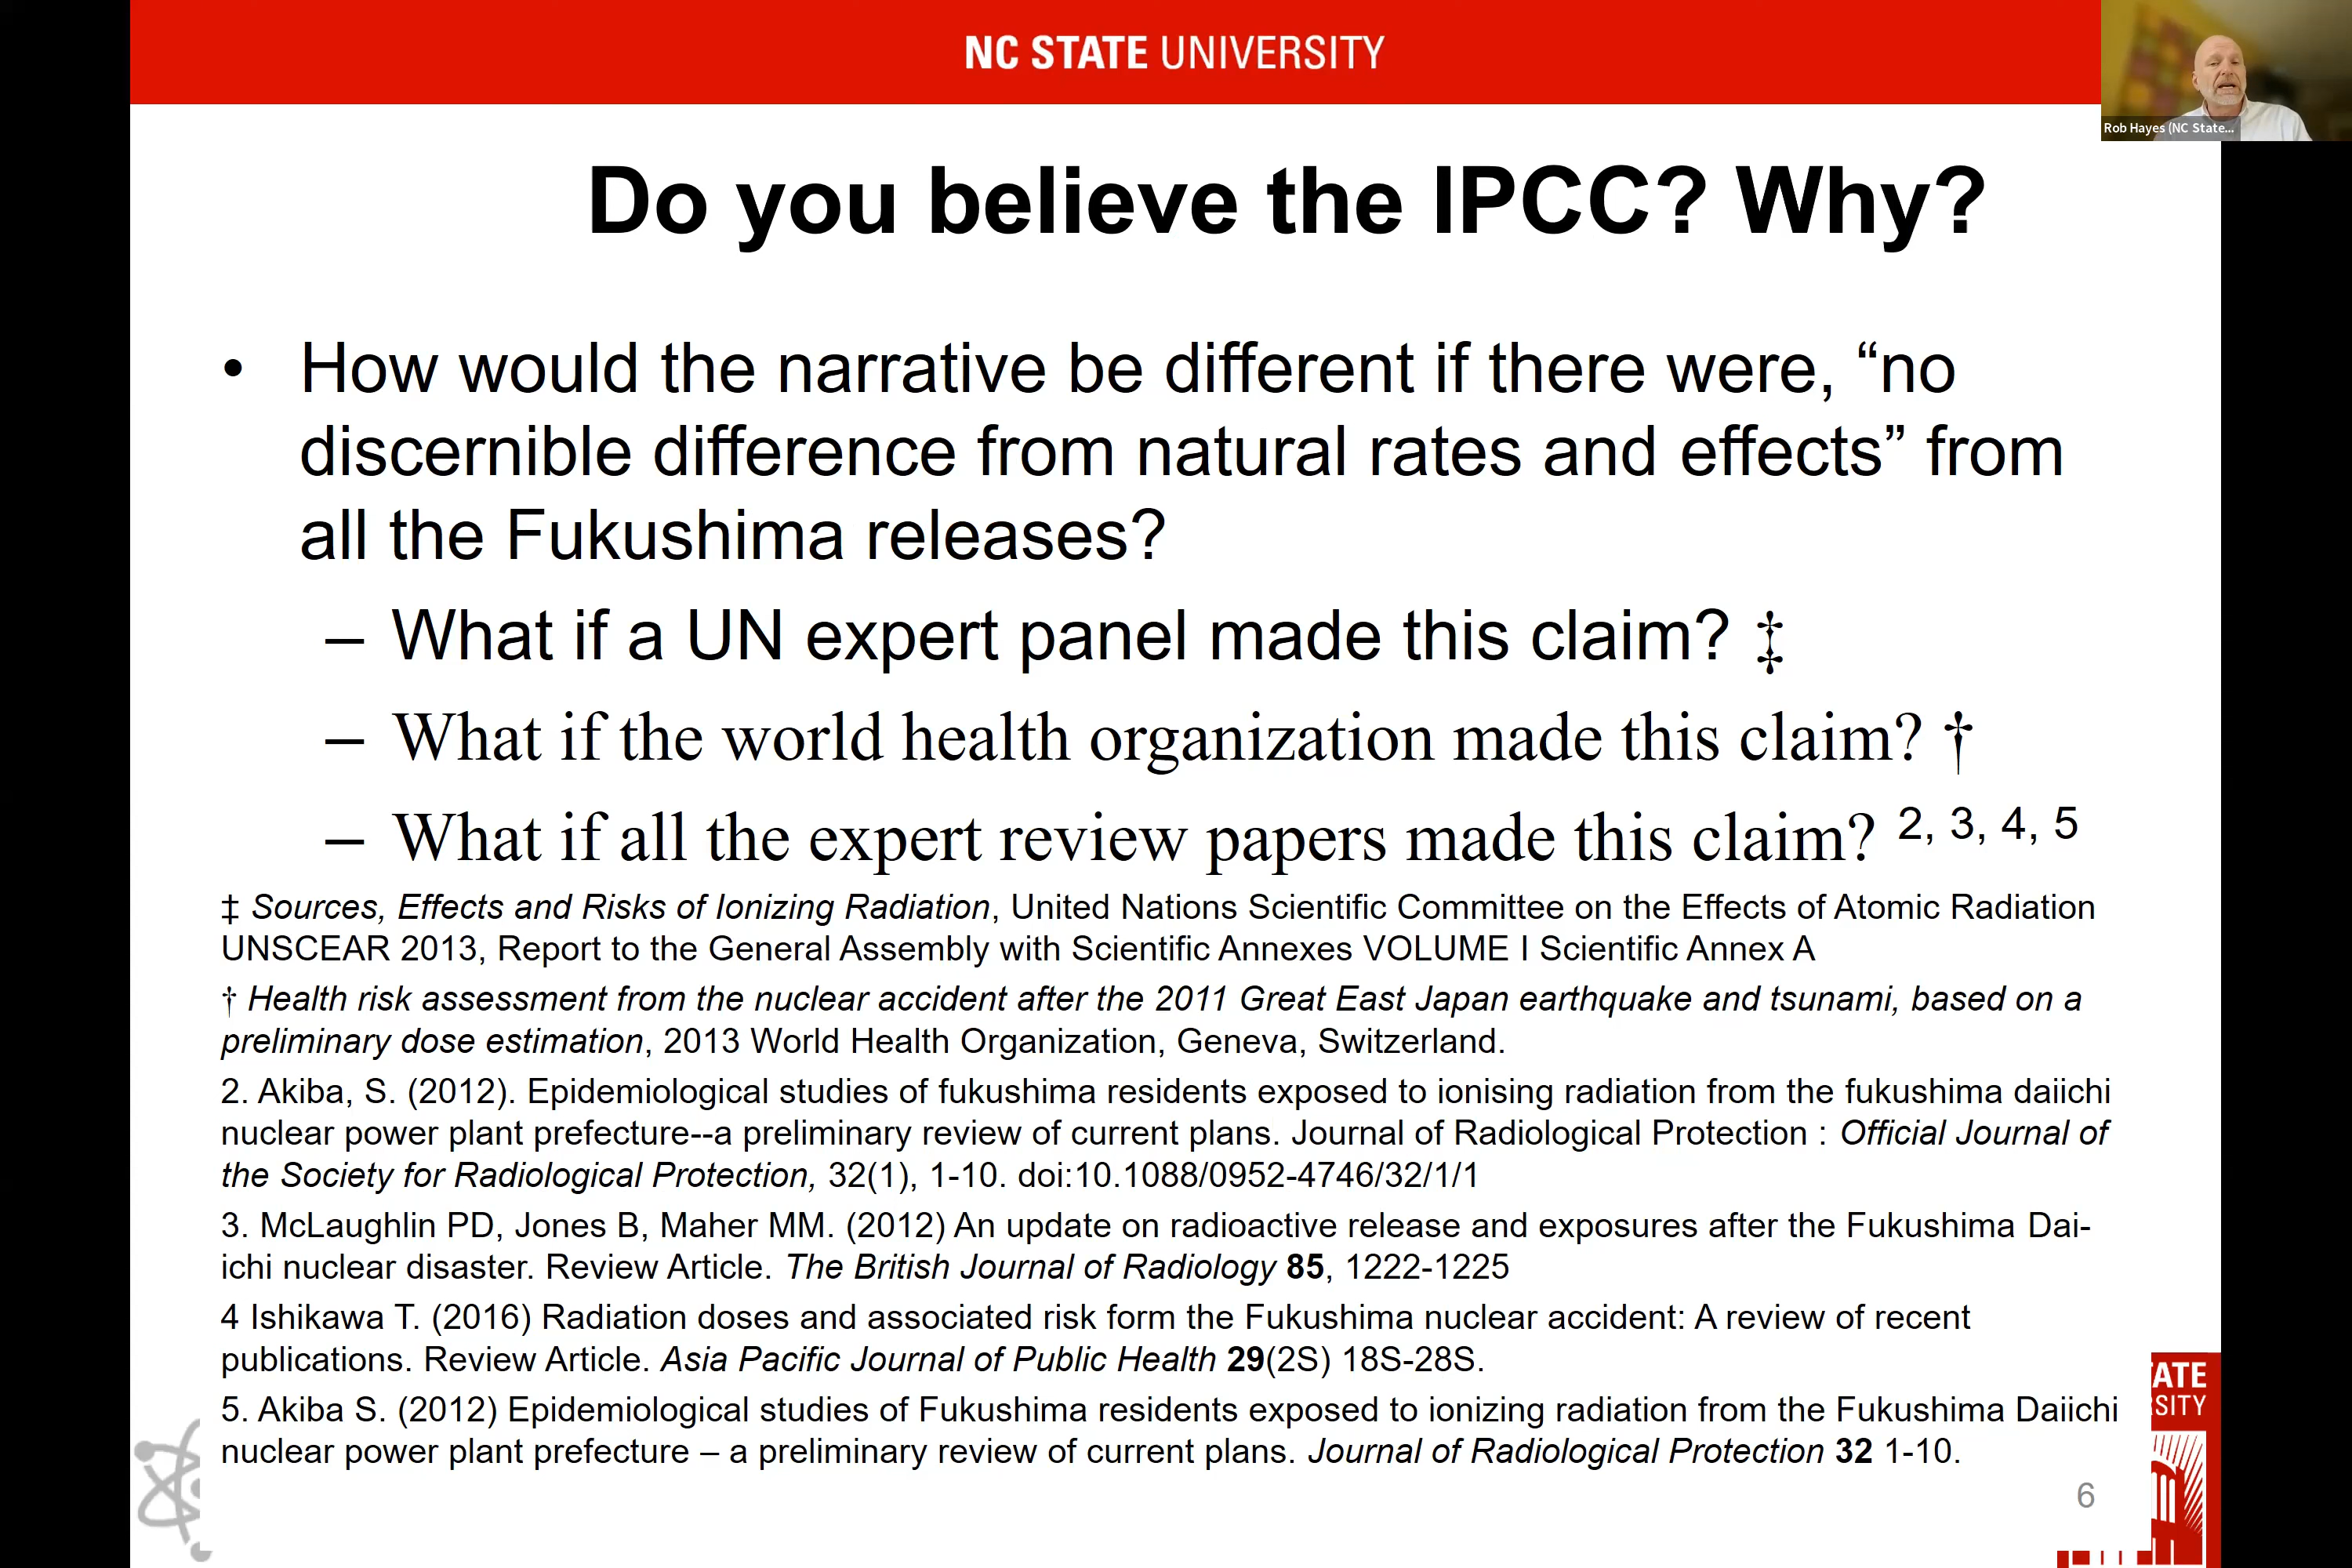 NC STATE UNIVERSITY
Rob Hayes (NC State...
Do you believe the IPCC? Why?
• How would the narrative be different if there were, “no
discernible difference from natural rates and effects” from
all the Fukushima releases?
– What if a UN expert panel made this claim? ‡
– What if the world health organization made this claim? †
– What if all the expert review papers made this claim? 2, 3, 4, 5
‡ Sources, Effects and Risks of Ionizing Radiation, United Nations Scientific Committee on the Effects of Atomic Radiation
UNSCEAR 2013, Report to the General Assembly with Scientific Annexes VOLUME I Scientific Annex A
† Health risk assessment from the nuclear accident after the 2011 Great East Japan earthquake and tsunami, based on a
preliminary dose estimation, 2013 World Health Organization, Geneva, Switzerland.
2. Akiba, S. (2012). Epidemiological studies of fukushima residents exposed to ionising radiation from the fukushima daiichi
nuclear power plant prefecture--a preliminary review of current plans. Journal of Radiological Protection : Official Journal of
the Society for Radiological Protection, 32(1), 1-10. doi:10.1088/0952-4746/32/1/1
3. McLaughlin PD, Jones B, Maher MM. (2012) An update on radioactive release and exposures after the Fukushima Dai-
ichi nuclear disaster. Review Article. The British Journal of Radiology 85, 1222-1225
4 Ishikawa T. (2016) Radiation doses and associated risk form the Fukushima nuclear accident: A review of recent
publications. Review Article. Asia Pacific Journal of Public Health 29(2S) 18S-28S.
5. Akiba S. (2012) Epidemiological studies of Fukushima residents exposed to ionizing radiation from the Fukushima Daiichi
nuclear power plant prefecture – a preliminary review of current plans. Journal of Radiological Protection 32 1-10.
ATE
SITY
6